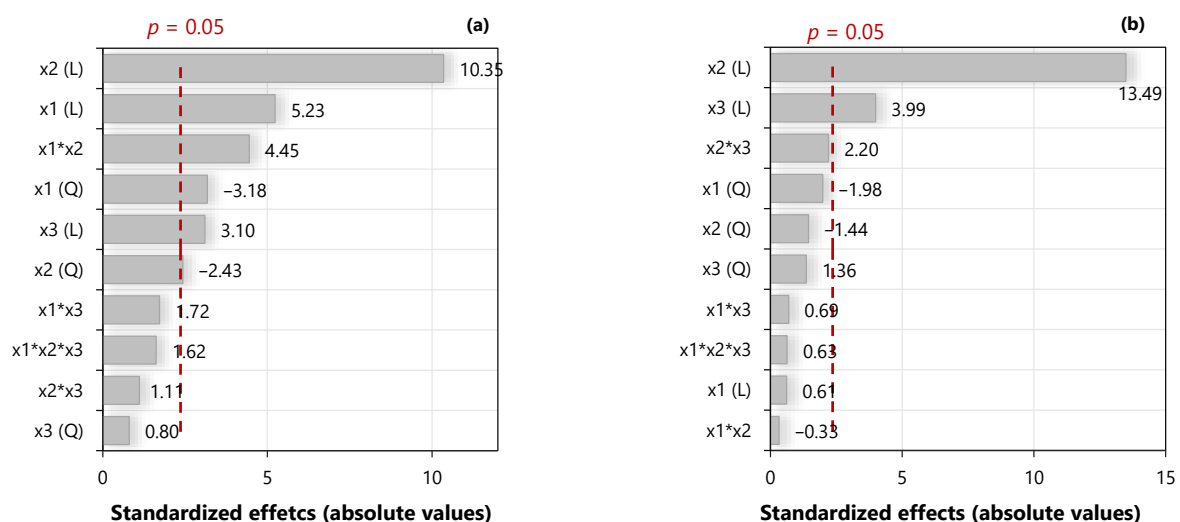 p = 0.05
(a)
x2 (L)
10.35
x1 (L)
5.23
x1*x2
4.45
x1 (Q)
–3.18
x3 (L)
3.10
x2 (Q)
–2.43
x1*x3
1.72
x1*x2*x3
1.62
x2*x3
1.11
x3 (Q)
0.80
0
5
10
Standardized effetcs (absolute values)
p = 0.05
(b)
x2 (L)
13.49
x3 (L)
3.99
x2*x3
2.20
x1 (Q)
–1.98
x2 (Q)
–1.44
x3 (Q)
1.36
x1*x3
0.69
x1*x2*x3
0.63
x1 (L)
0.61
x1*x2
–0.33
0
5
10
15
Standardized effects (absolute values)